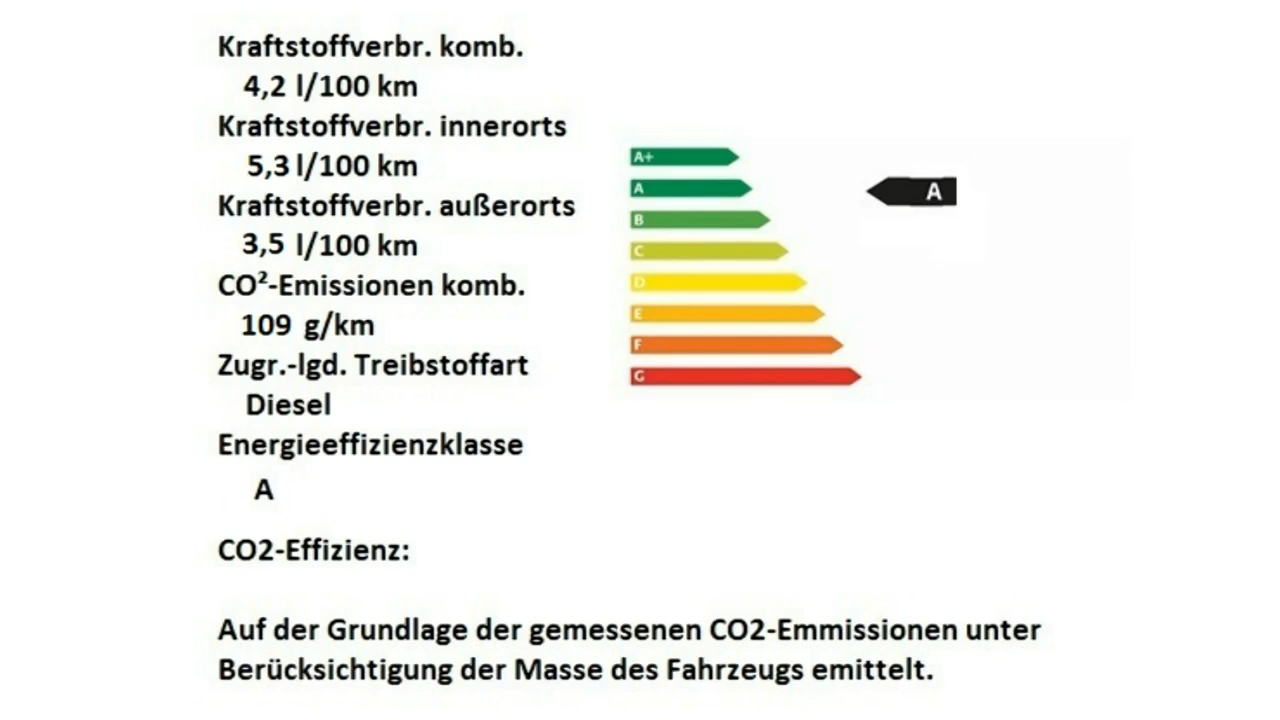 Kraftstoffverbr. komb.
4,2 l/100 km
Kraftstoffverbr. innerorts
5,3 l/100 km
Kraftstoffverbr. außerorts
3,5 l/100 km
CO²-Emissionen komb.
109 g/km
Zugr.-lgd. Treibstoffart
Diesel
Energieeffizienzklasse
A
A+
A
B
C
D
E
F
G
A
CO2-Effizienz:
Auf der Grundlage der gemessenen CO2-Emmissionen unter
Berücksichtigung der Masse des Fahrzeugs emittelt.